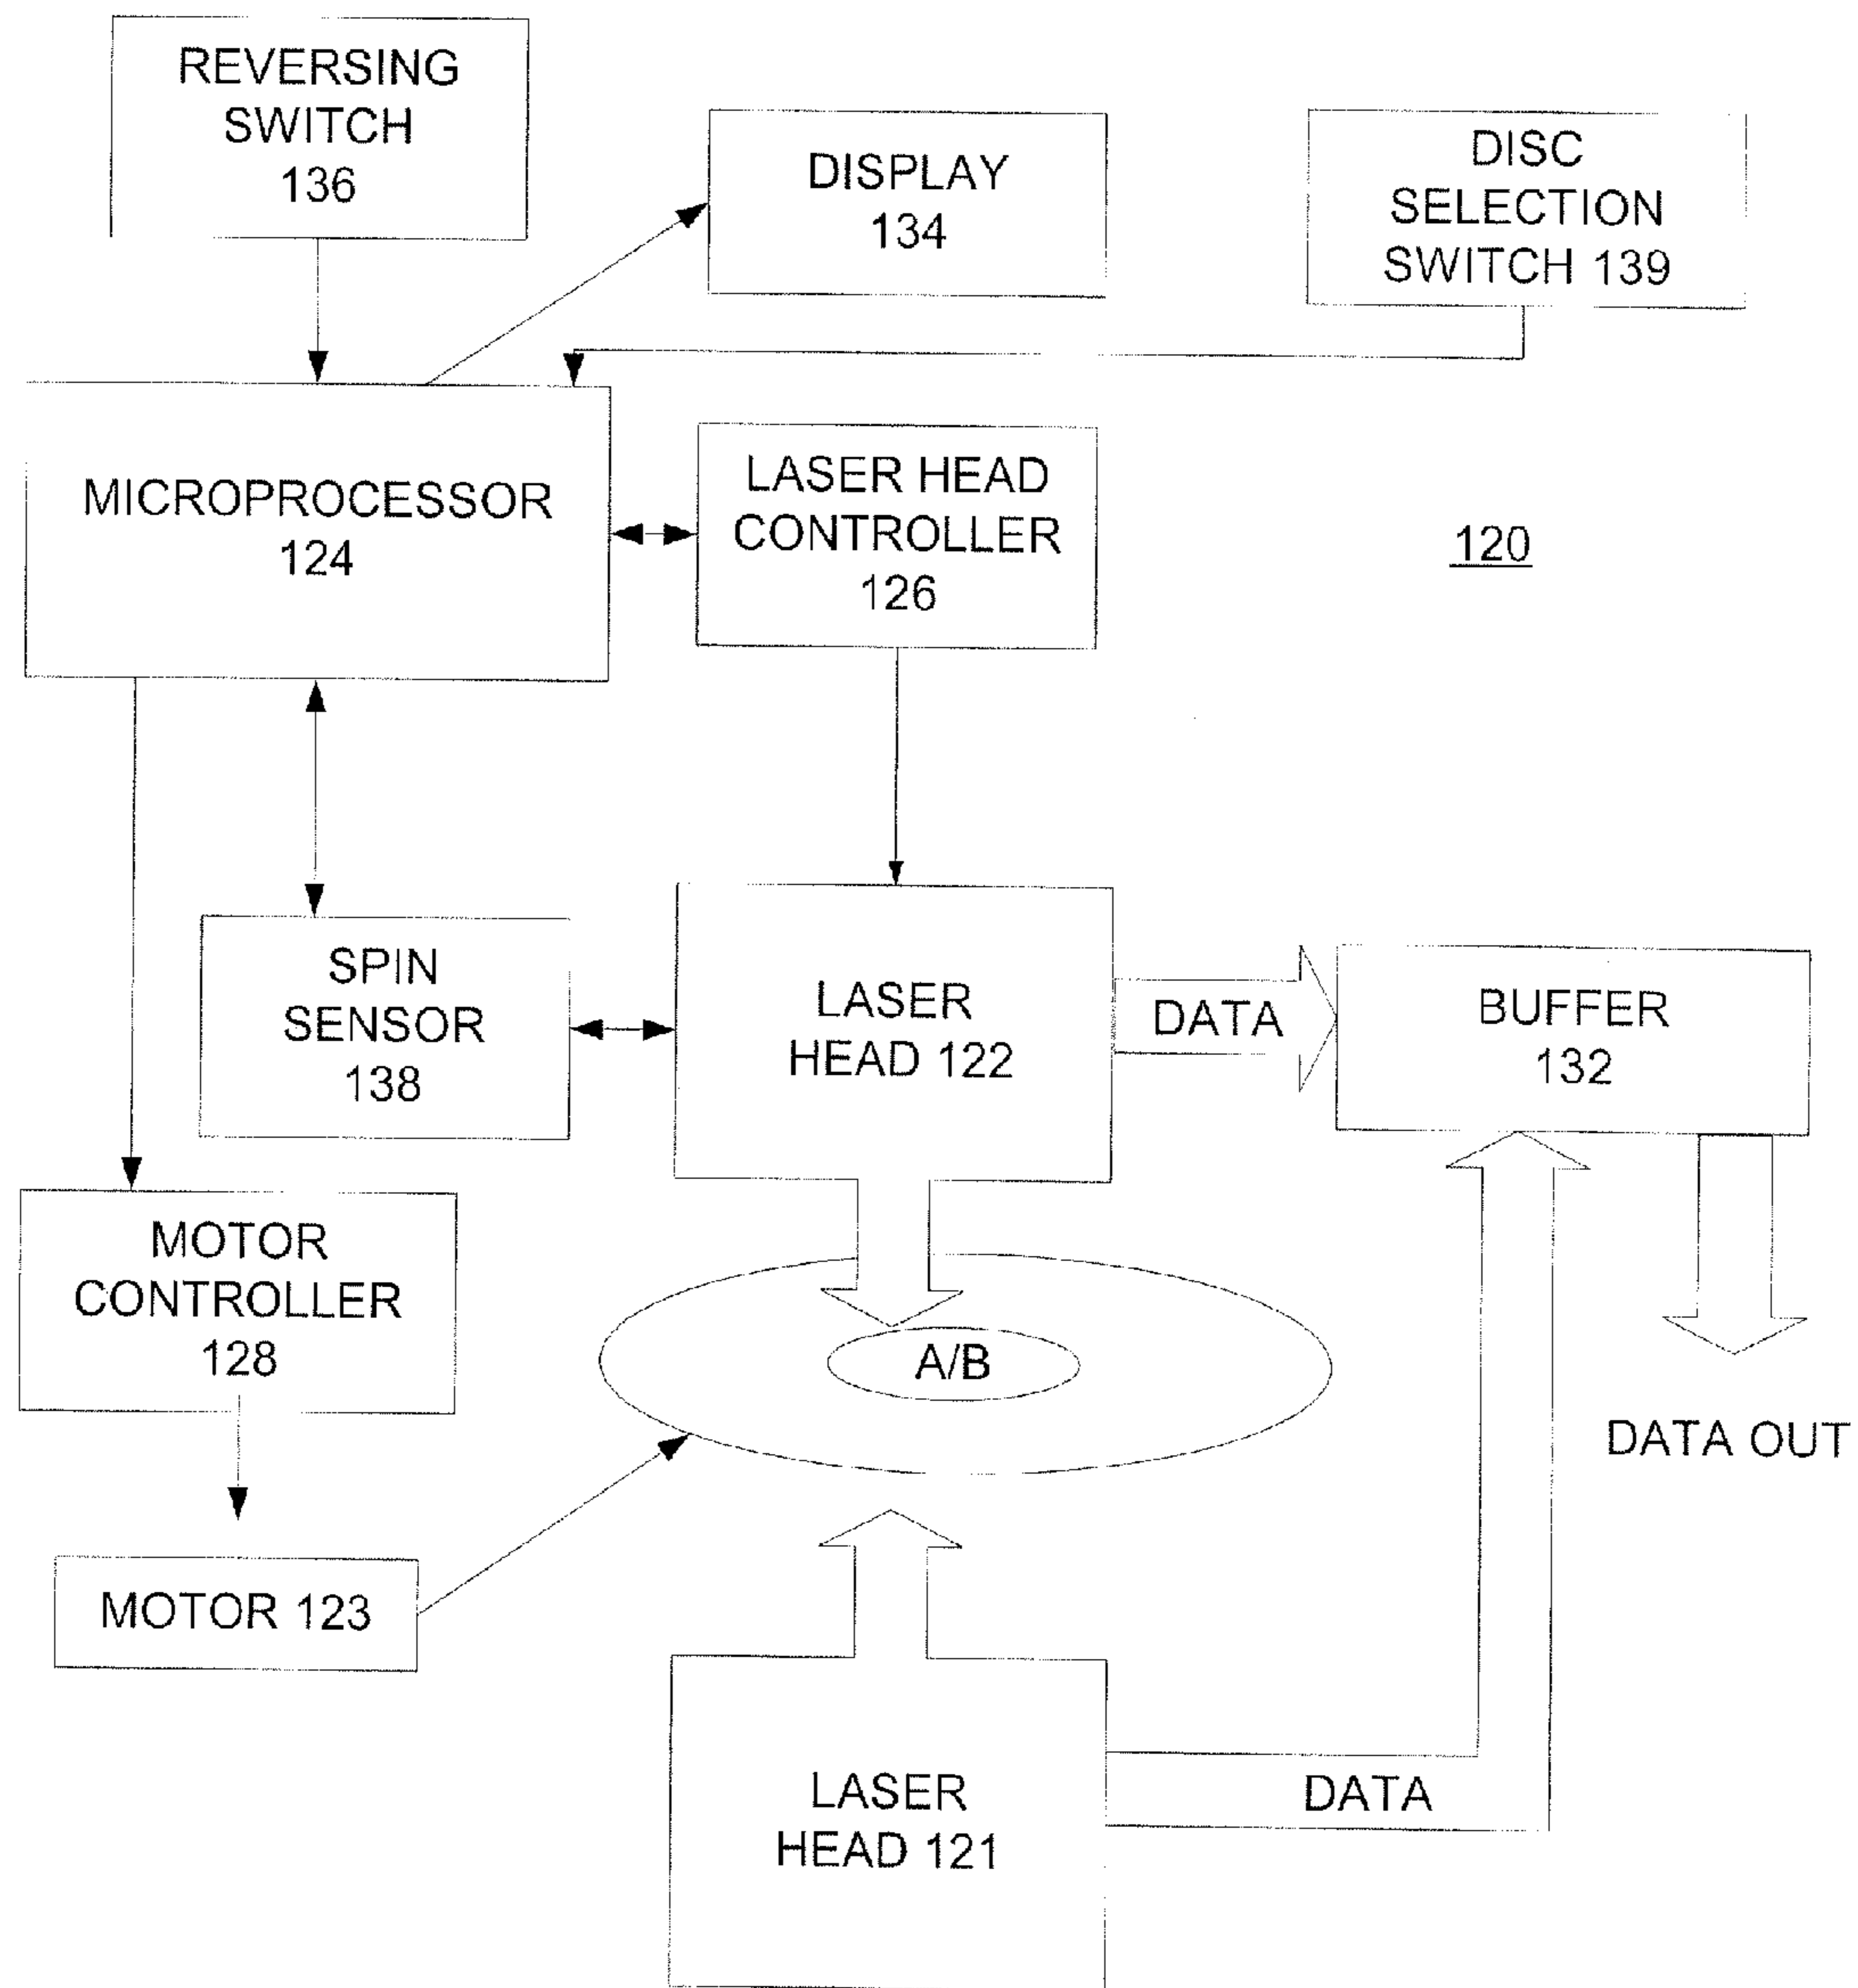 REVERSING
SWITCH
136
DISPLAY
134
DISC
SELECTION
SWITCH 139
MICROPROCESSOR
124
LASER HEAD
CONTROLLER
126
120
SPIN
SENSOR
138
LASER
HEAD 122
DATA
BUFFER
132
MOTOR
CONTROLLER
128
A/B
DATA OUT
MOTOR 123
LASER
HEAD 121
DATA